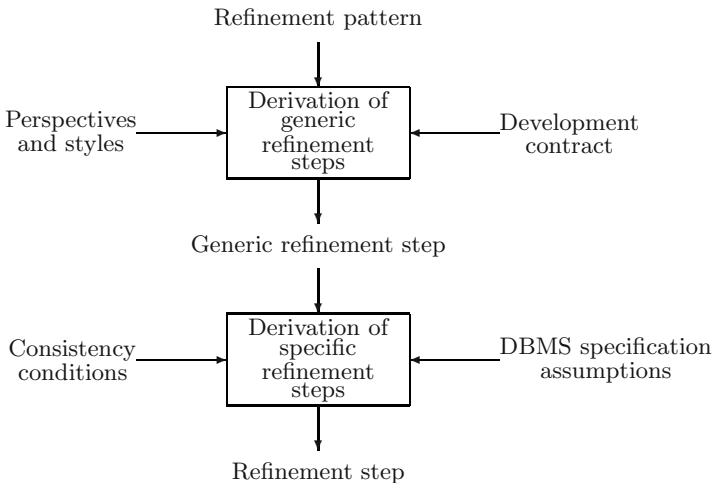 Refinement pattern
Derivation of
generic
refinement
steps
Perspectives
and styles
Development
contract
Generic refinement step
Derivation of
specific
refinement
steps
Consistency
conditions
DBMS specification
assumptions
Refinement step